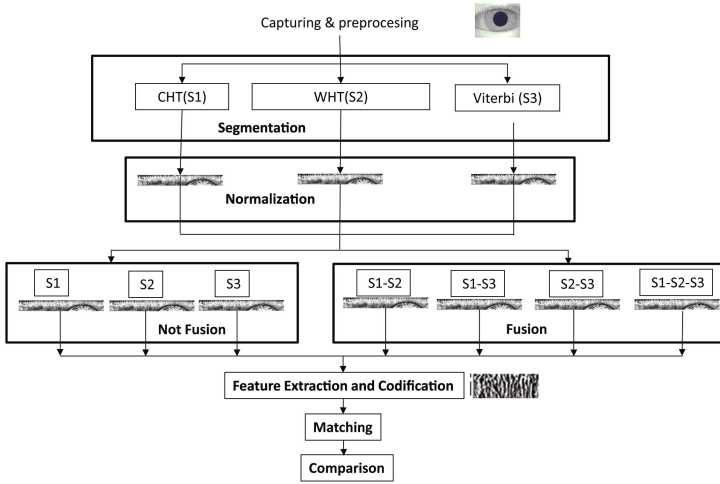 Capturing & preprocesing
CHT(S1)
WHT(S2)
Viterbi (S3)
Segmentation
Normalization
S1
S2
S3
Not Fusion
S1-S2
S1-S3
S2-S3
S1-S2-S3
Fusion
Feature Extraction and Codification
Matching
Comparison